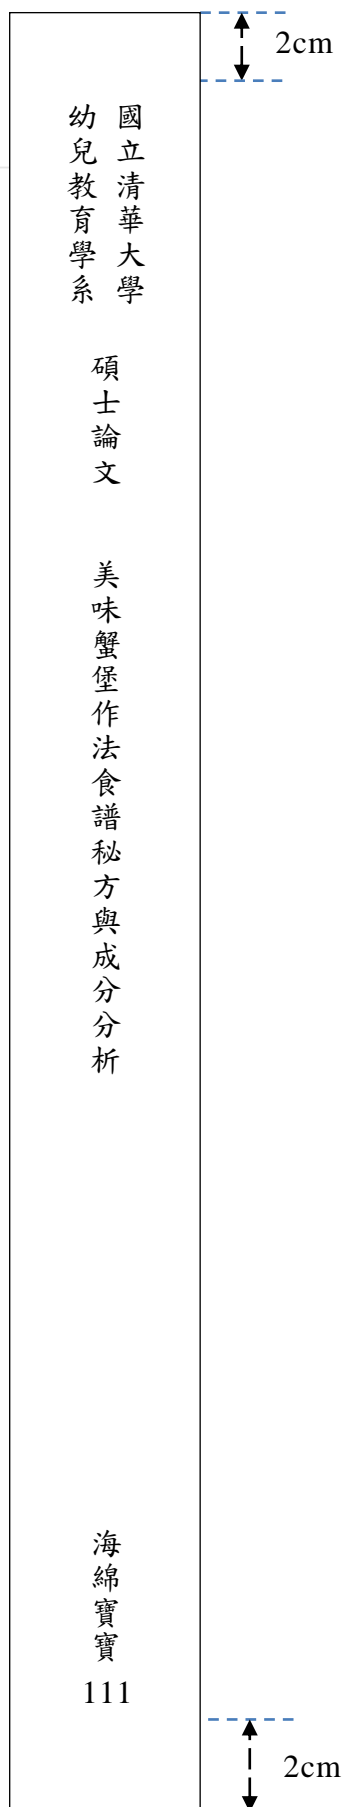 國立清華大學
幼兒教育學系
碩士論文
美味蟹堡作法食譜秘方與成分分析
海綿寶寶
111
2cm
2cm